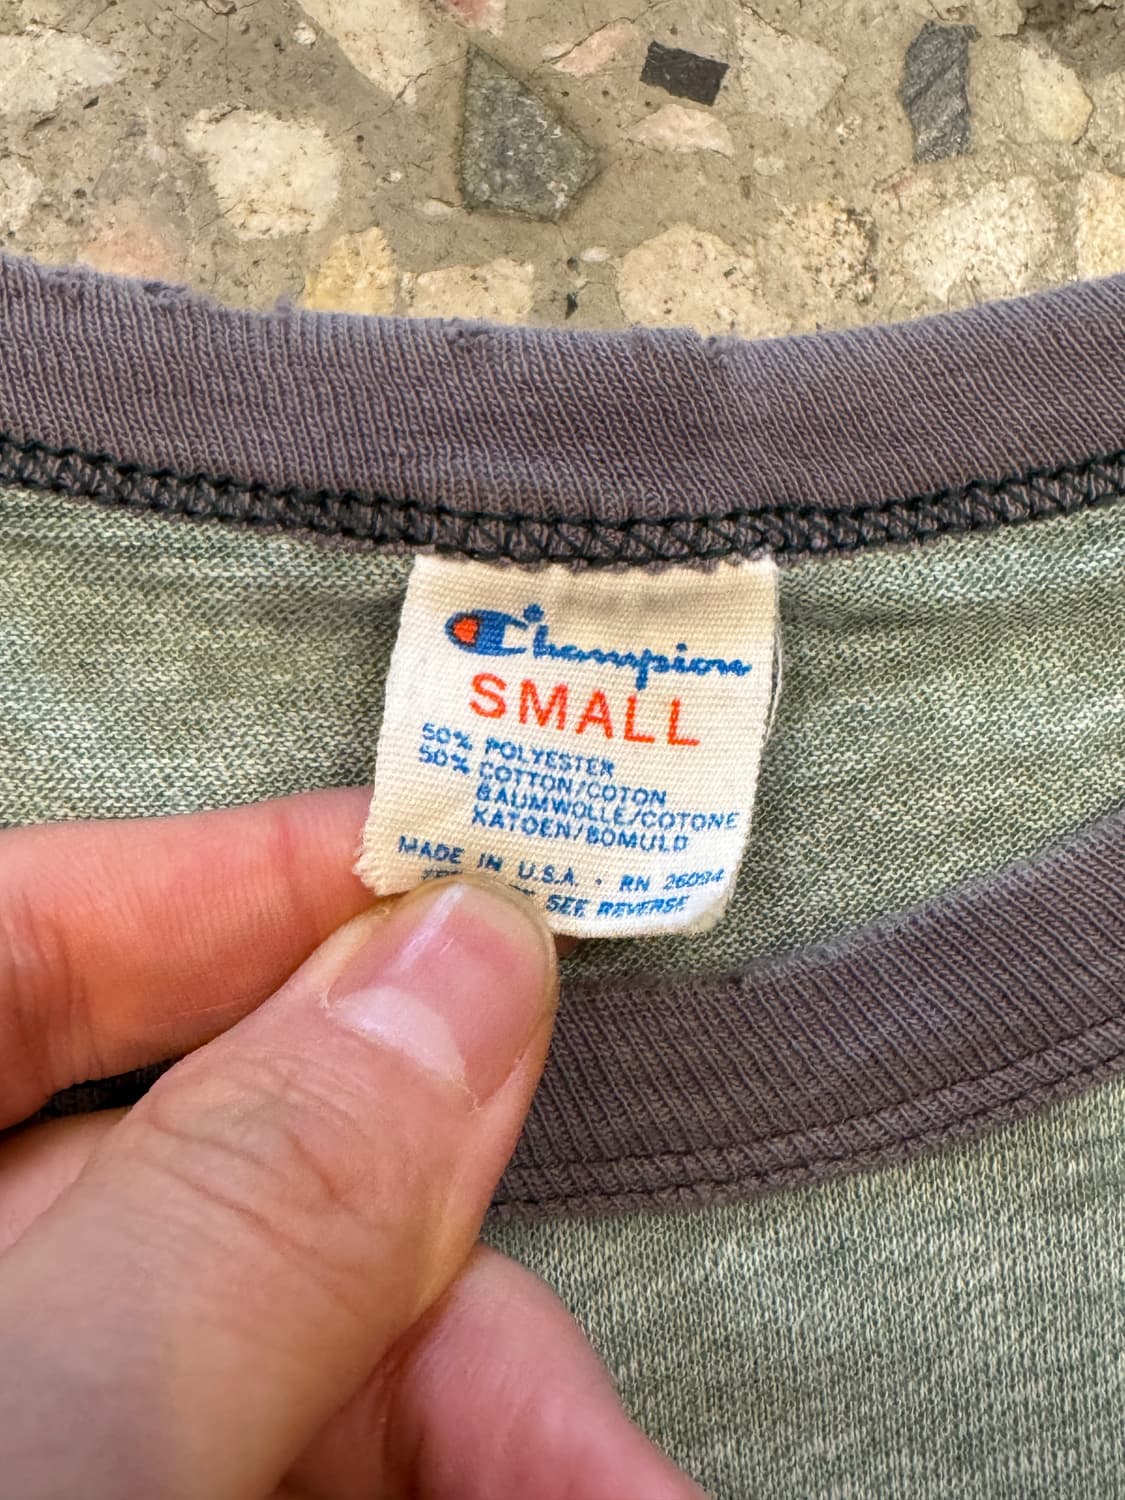 Champion
SMALL
50% POLYESTER
50% COTTON/COTON
BAUMWOLLE/COTONE
KATOEN/BOMULD
MADE IN U.S.A. · RN 26094
SEE REVERSE